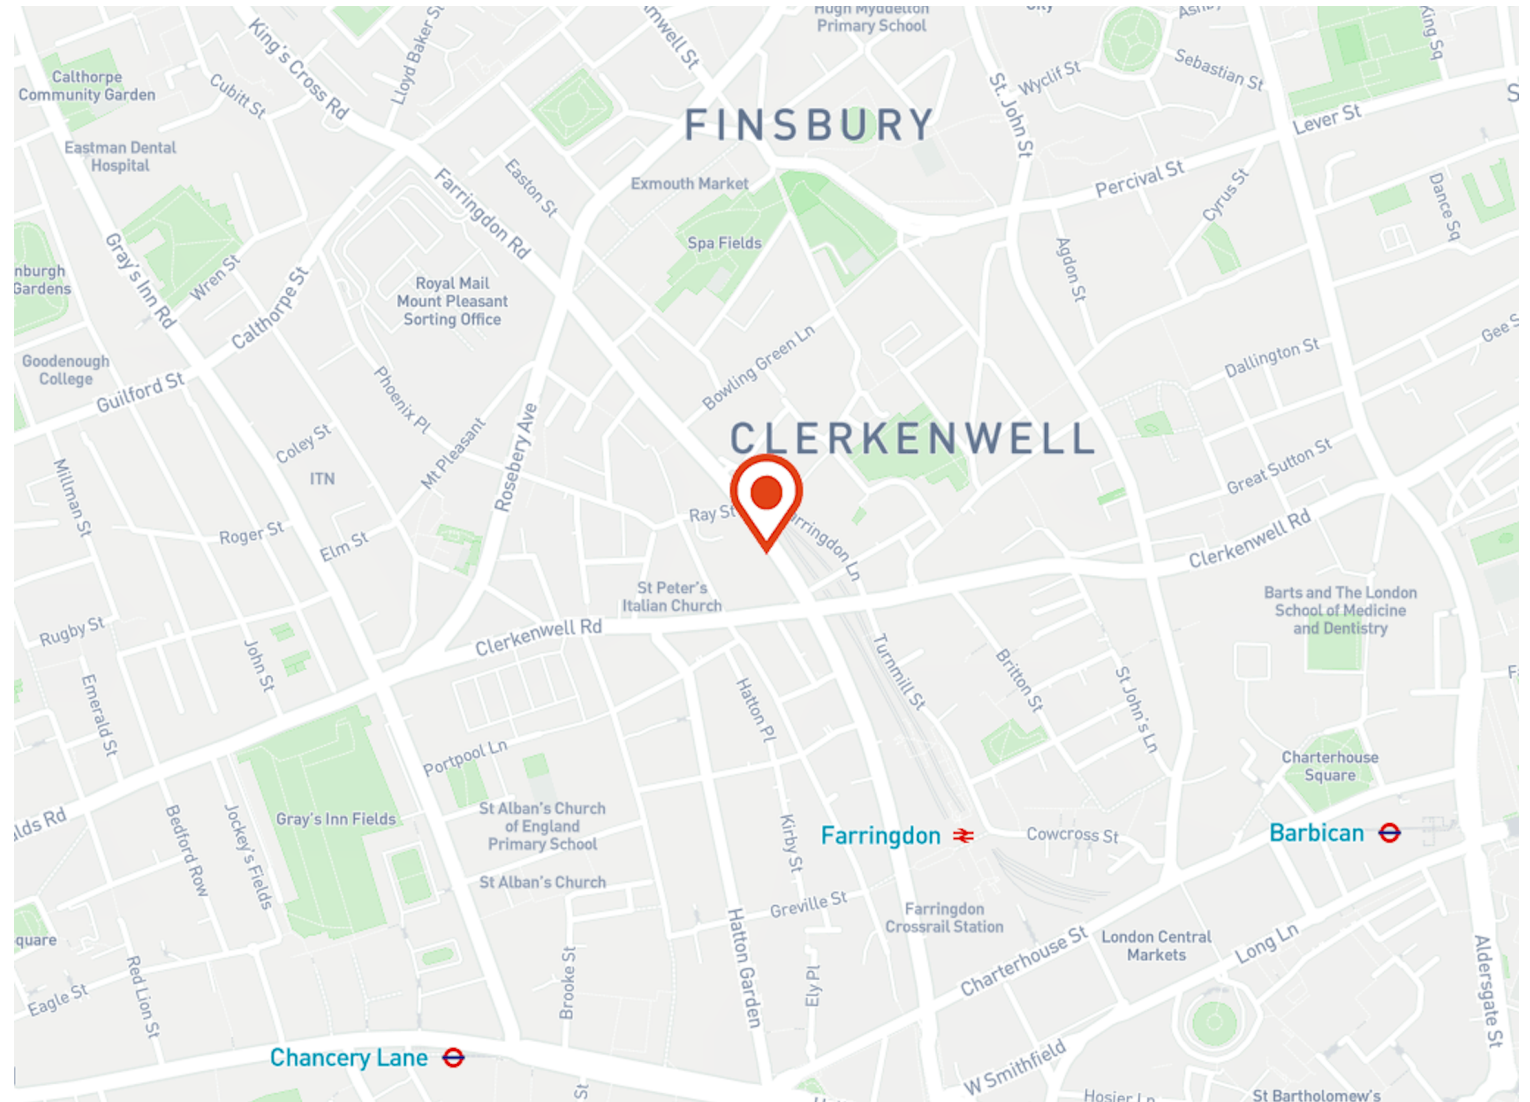 Hugh Myddelton
Primary School
King's Cross Rd
Lloyd Baker St
Wyclif St
Sebastian St
King Sq
Calthorpe
Community Garden
Cubitt St
St. John St
Lever St
FINSBURY
Eastman Dental
Hospital
Easton St
Exmouth Market
Percival St
Cyrus St
Dance Sq
Farringdon Rd
Gray's Inn Rd
Wren St
Calthorpe St
Spa Fields
Agdon St
Gardens
Royal Mail
Mount Pleasant
Sorting Office
Goodenough
College
Guilford St
Phoenix Pl
Bowling Green Ln
Dallington St
Coley St
Mt Pleasant
Rosebery Ave
CLERKENWELL
ITN
Millman St
Great Sutton St
Ray St
Roger St
Elm St
Clerkenwell Rd
St Peter's
Italian Church
Barts and The London
School of Medicine
and Dentistry
Rugby St
John St
Clerkenwell Rd
Turnmill St
Britton St
St John's Ln
Emerald St
Hatton Pl
Portpool Ln
Charterhouse
Square
Gray's Inn Fields
St Alban's Church
of England
Primary School
Bedford Row
Jockey's Fields
Kirby St
Farringdon
Cowcross St
Barbican
St Alban's Church
Greville St
Farringdon
Crossrail Station
Hatton Garden
Charterhouse St
London Central
Markets
Long Ln
Aldersgate St
Red Lion St
Eagle St
Brooke St
Ely Pl
Chancery Lane
W Smithfield
St Bartholomew's